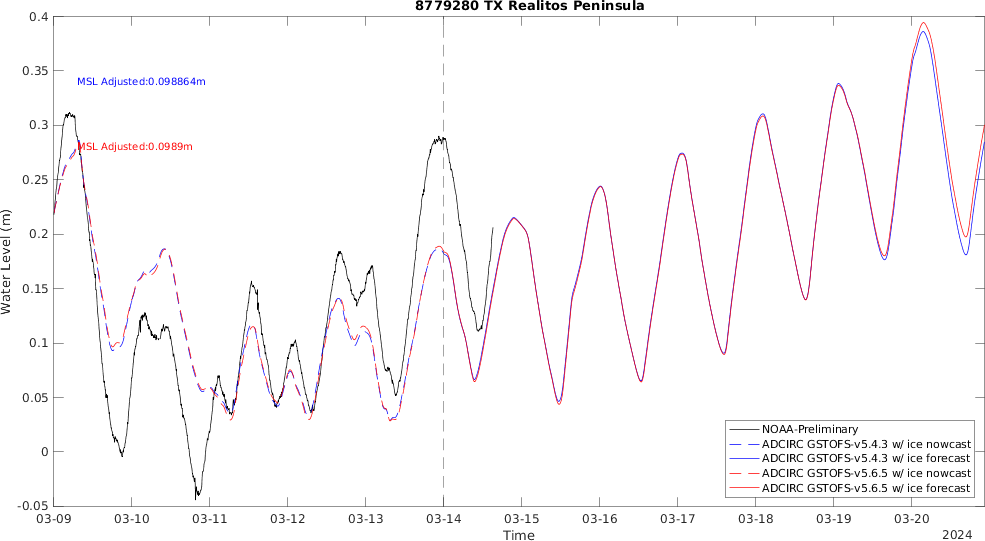 8779280 TX Realitos Peninsula
0.4
0.35
0.3
0.25
0.2
0.15
0.1
0.05
0
-0.05
Water Level (m)
MSL Adjusted:0.098864m
MSL Adjusted:0.0989m
NOAA-Preliminary
ADCIRC GSTOFS-v5.4.3 w/ ice nowcast
ADCIRC GSTOFS-v5.4.3 w/ ice forecast
ADCIRC GSTOFS-v5.6.5 w/ ice nowcast
ADCIRC GSTOFS-v5.6.5 w/ ice forecast
03-09 03-10 03-11 03-12 03-13 03-14 03-15 03-16 03-17 03-18 03-19 03-20
Time
2024